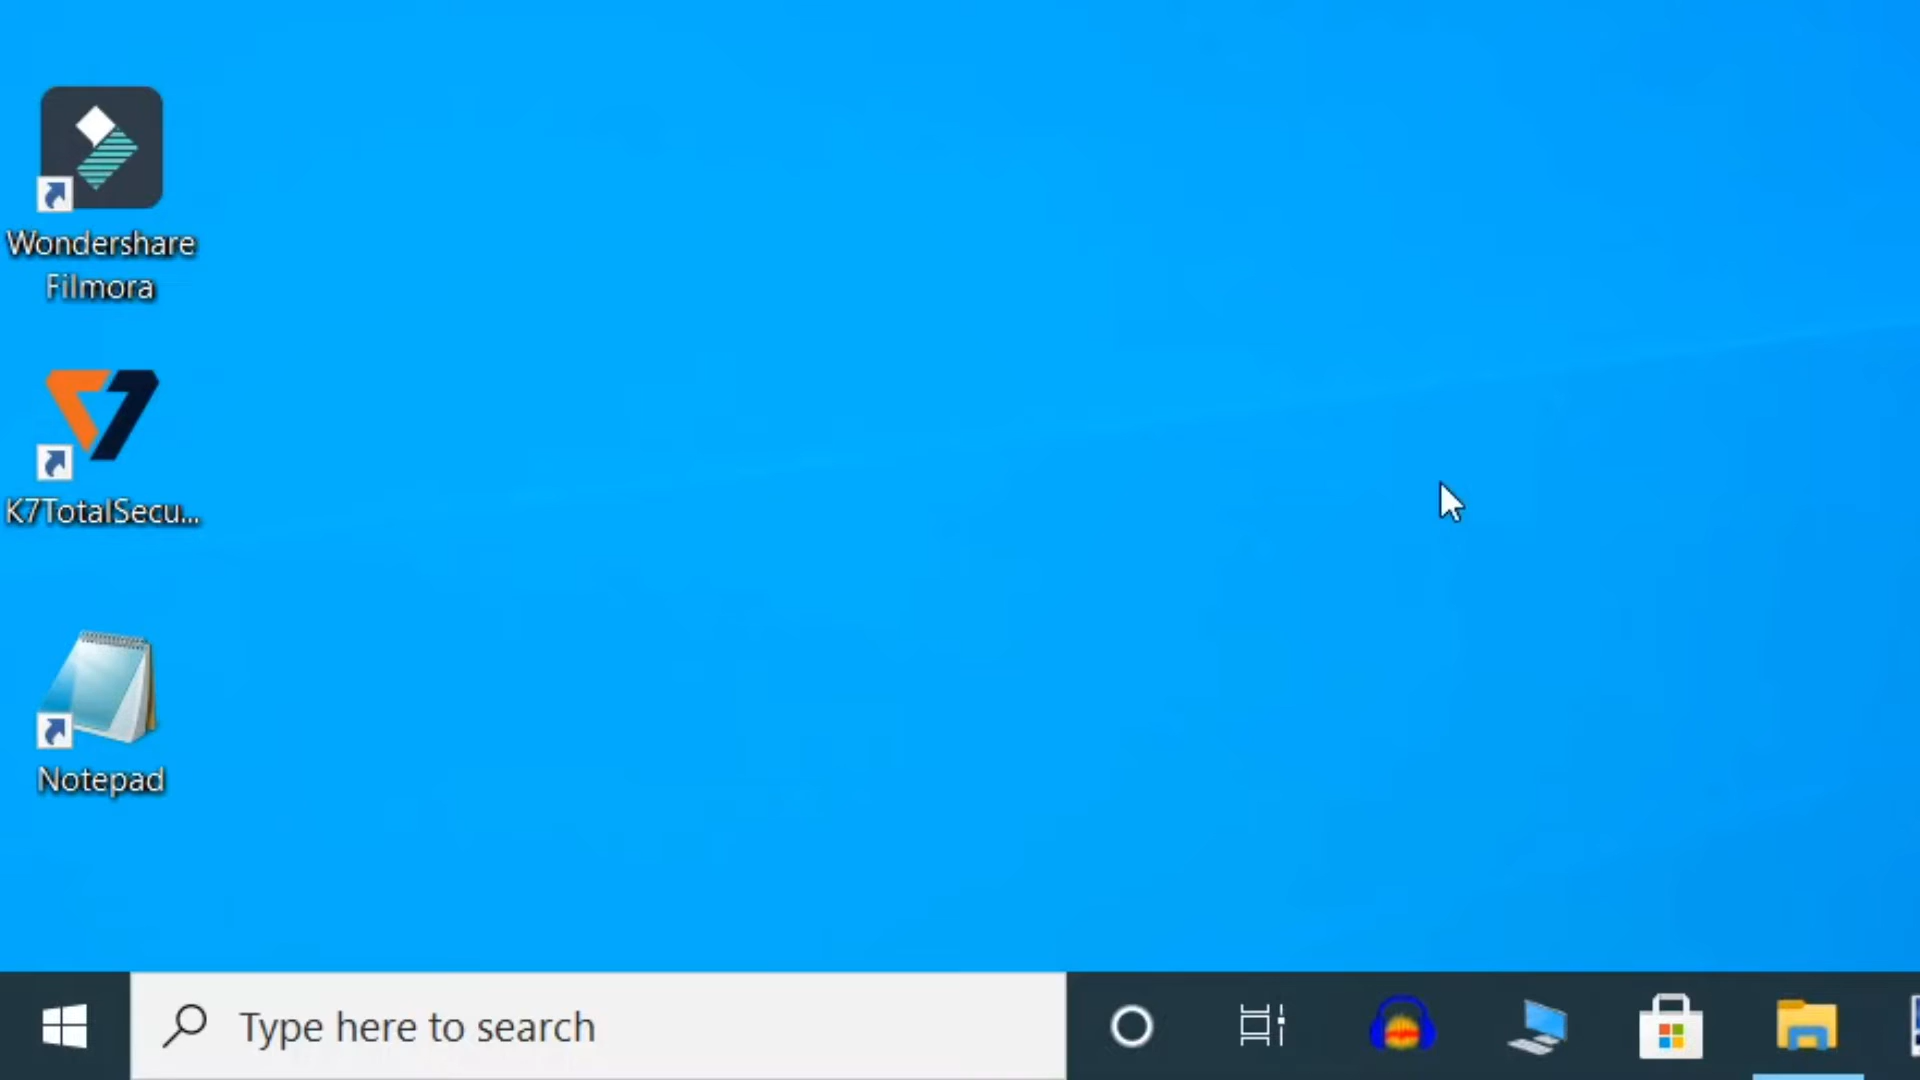 Wondershare
Filmora
K7TotalSecu...
Notepad
Type here to search